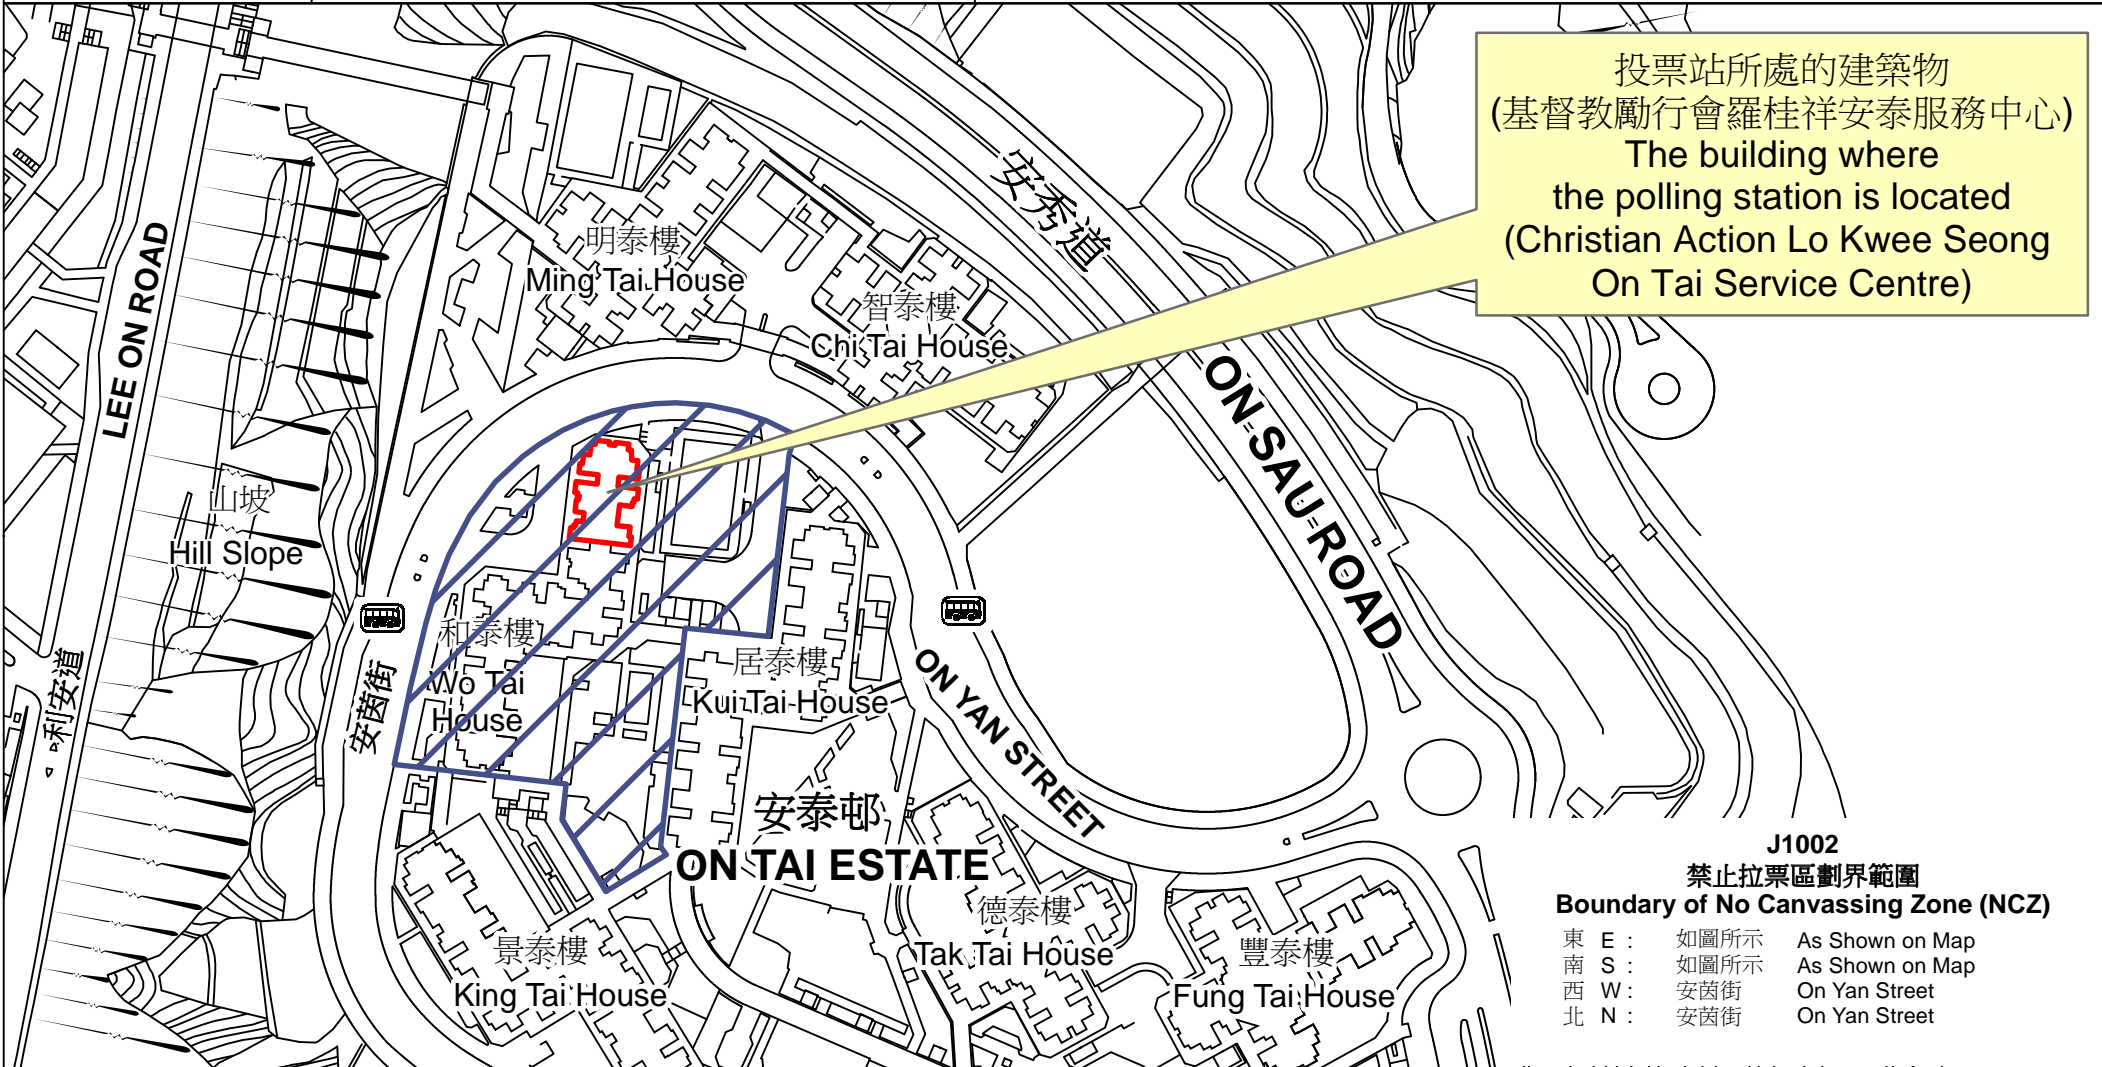 投票站所處的建築物
(基督教勵行會羅桂祥安泰服務中心)
The building where
the polling station is located
(Christian Action Lo Kwee Seong
On Tai Service Centre)
安秀道
ON SAU ROAD
LEE ON ROAD
利安道
明泰樓
Ming Tai House
智泰樓
Chi Tai House
山坡
Hill Slope
和泰樓
Wo Tai
House
居泰樓
Kui Tai House
安茵街
ON YAN STREET
安泰邨
ON TAI ESTATE
景泰樓
King Tai House
德泰樓
Tak Tai House
豐泰樓
Fung Tai House
J1002
禁止拉票區劃界範圍
Boundary of No Canvassing Zone (NCZ)
東 E : 如圖所示 As Shown on Map
南 S : 如圖所示 As Shown on Map
西 W : 安茵街 On Yan Street
北 N : 安茵街 On Yan Street